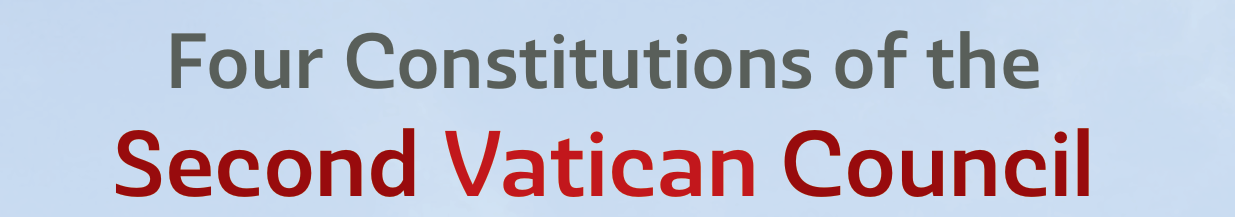 Four Constitutions of the
Second Vatican Council